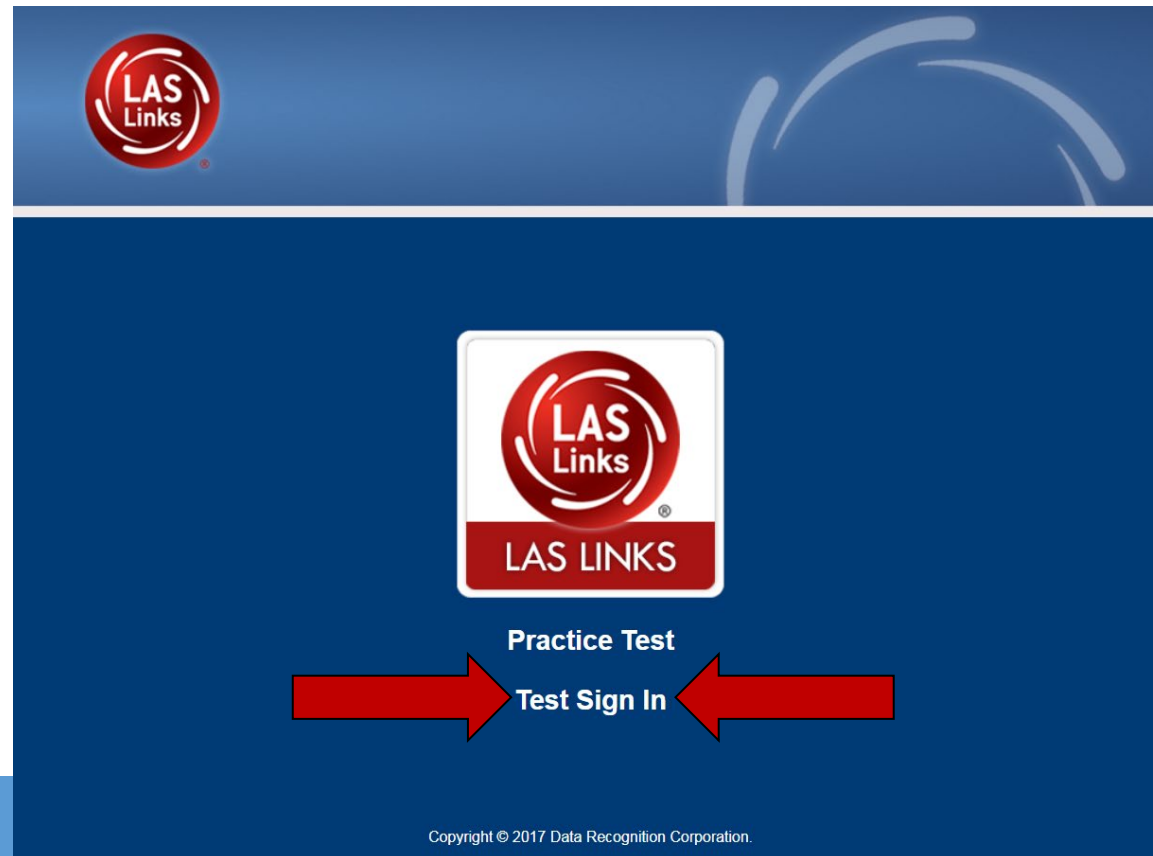 LAS
Links
®
LAS
Links
®
LAS LINKS
Practice Test
Test Sign In
Copyright © 2017 Data Recognition Corporation.